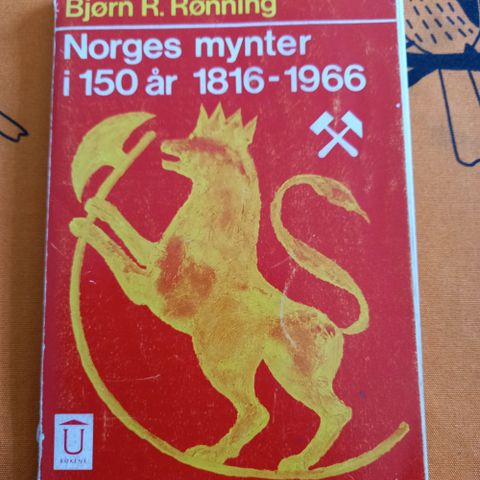 Bjørn R. Rønning
Norges mynter
i 150 år 1816-1966
U
BØKENE